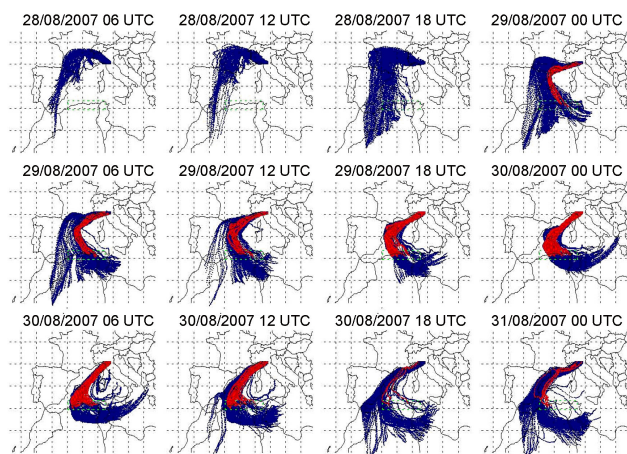 28/08/2007 06 UTC
28/08/2007 12 UTC
28/08/2007 18 UTC
29/08/2007 00 UTC
29/08/2007 06 UTC
29/08/2007 12 UTC
29/08/2007 18 UTC
30/08/2007 00 UTC
30/08/2007 06 UTC
30/08/2007 12 UTC
30/08/2007 18 UTC
31/08/2007 00 UTC